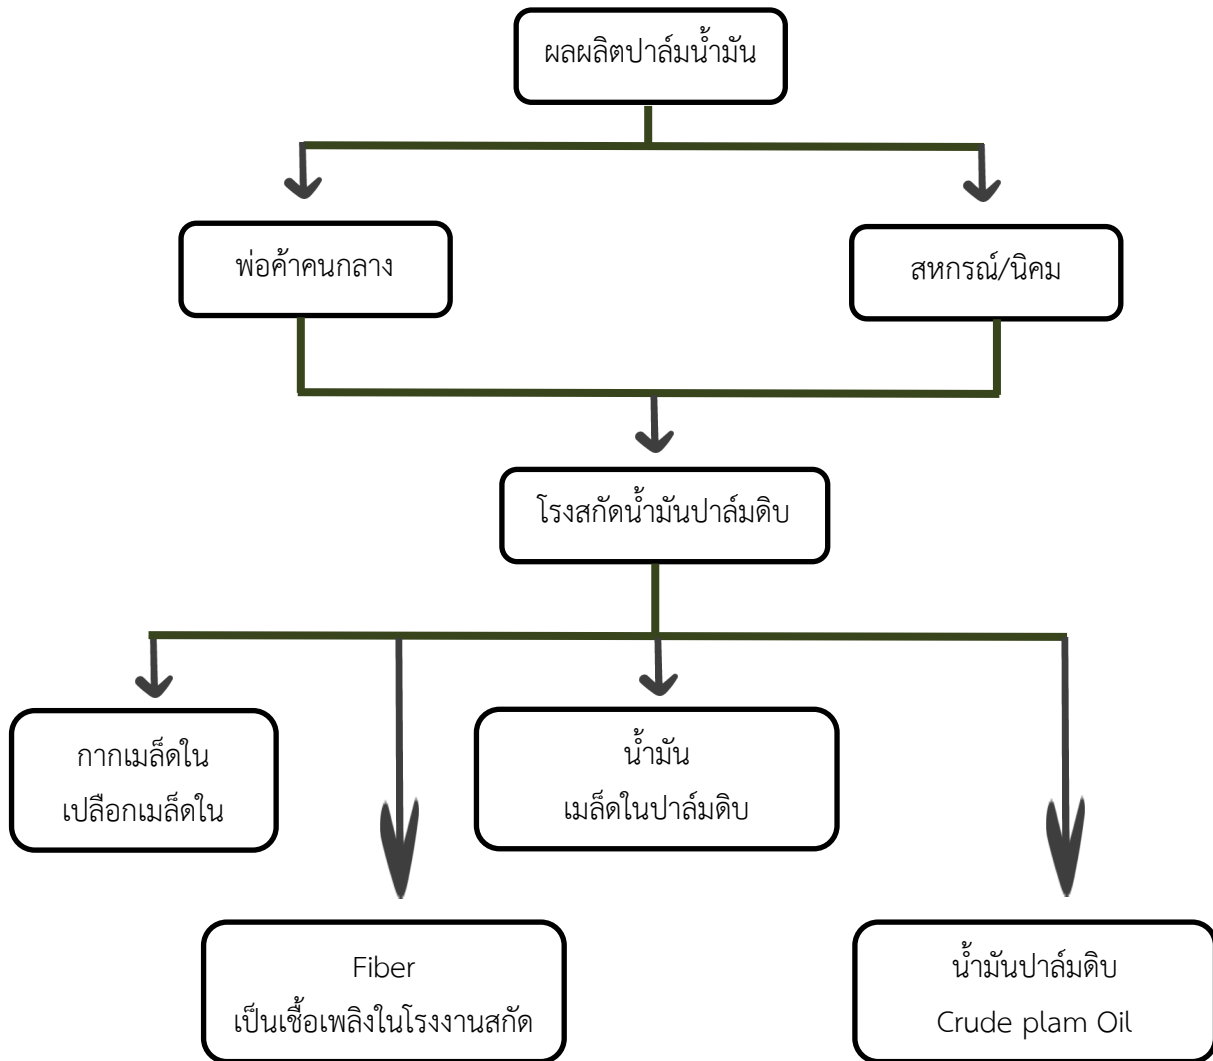 ผลผลิตปาล์มน้ำมัน
พ่อค้าคนกลาง
สหกรณ์/นิคม
โรงสกัดน้ำมันปาล์มดิบ
กากเมล็ดใน
เปลือกเมล็ดใน
น้ำมัน
เมล็ดในปาล์มดิบ
Fiber
เป็นเชื้อเพลิงในโรงงานสกัด
น้ำมันปาล์มดิบ
Crude plam Oil